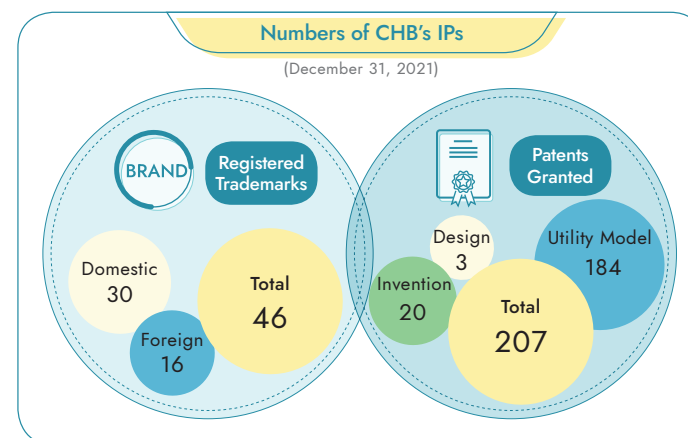 Numbers of CHB's IPs
(December 31, 2021)
BRAND
Registered
Trademarks
Domestic
30
Foreign
16
Total
46
Patents
Granted
Design
3
Invention
20
Utility Model
184
Total
207